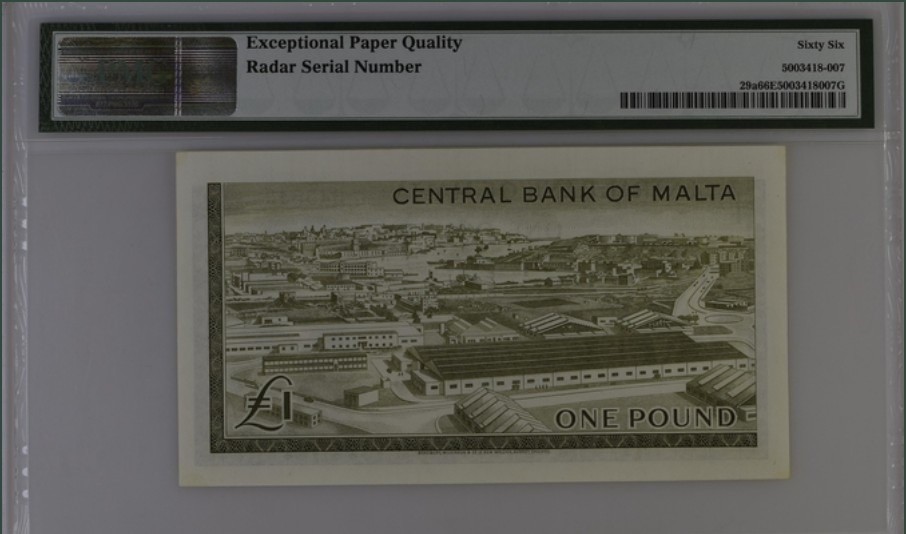 Exceptional Paper Quality
Radar Serial Number
Sixty Six
5003418-007
29a66E5003418007G
CENTRAL BANK OF MALTA
£1
ONE POUND